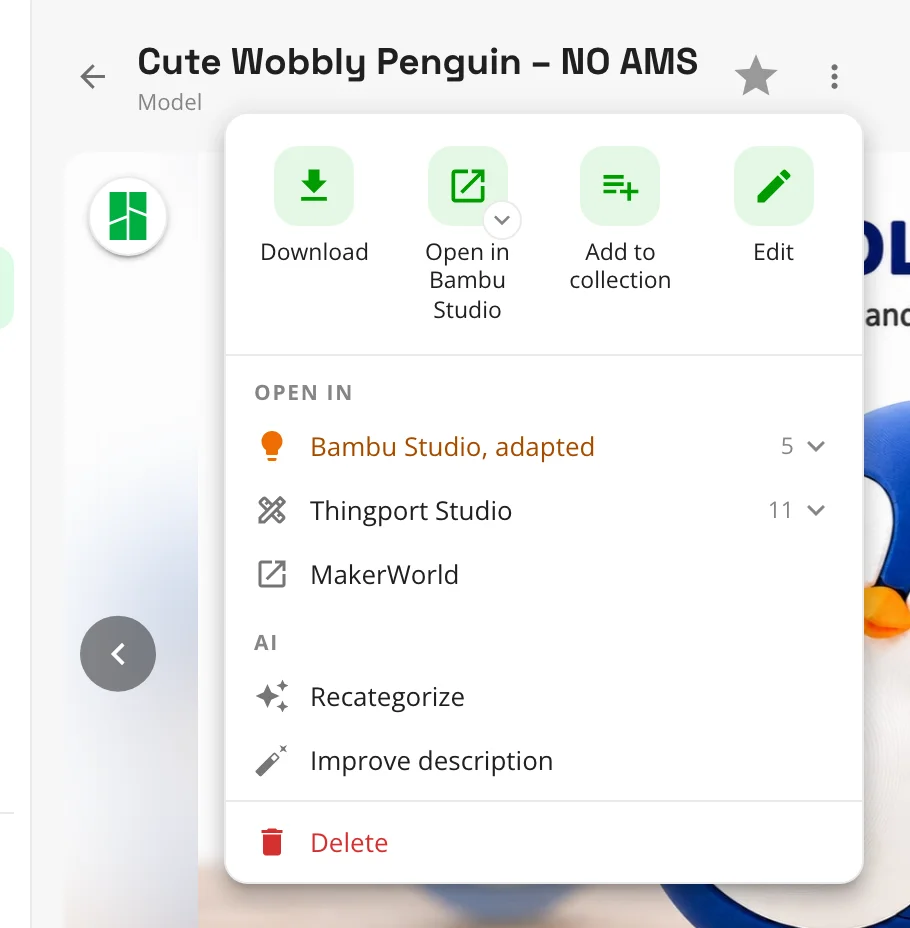 Cute Wobbly Penguin – NO AMS
Model
Download
Open in
Bambu
Studio
Add to
collection
Edit
OPEN IN
Bambu Studio, adapted 5
Thingport Studio 11
MakerWorld
AI
Recategorize
Improve description
Delete